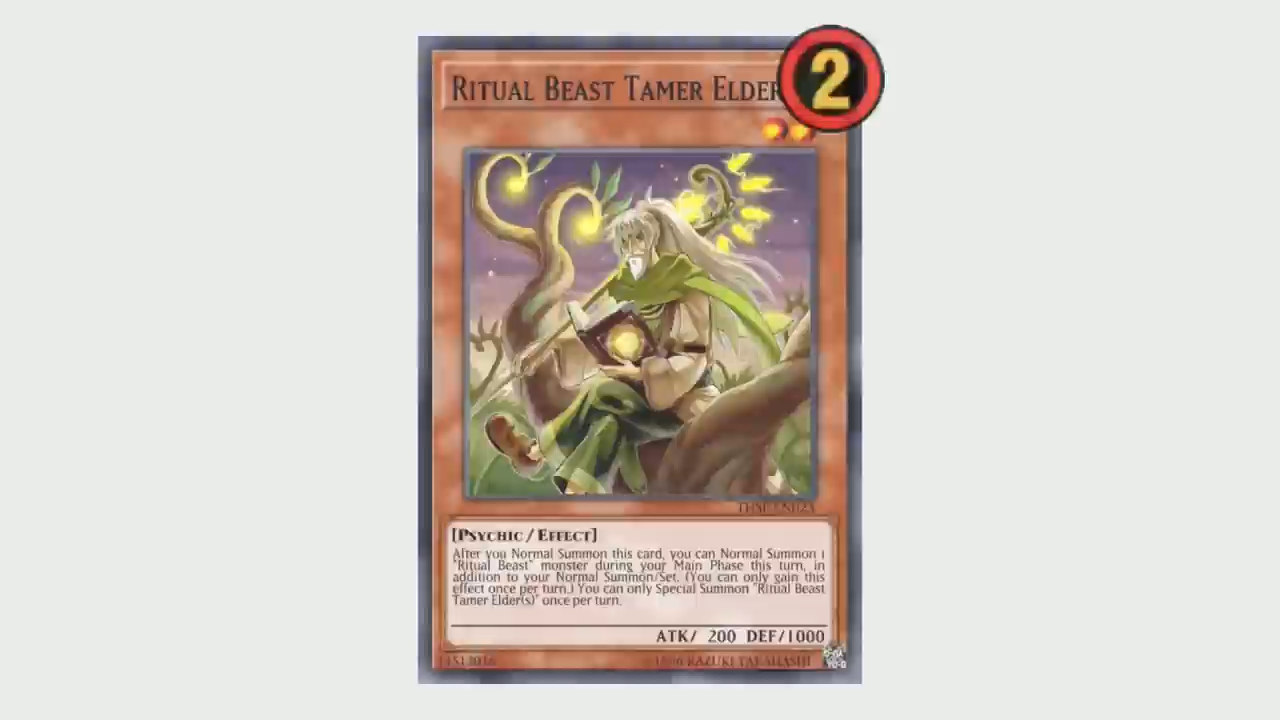 RITUAL BEAST TAMER ELDER
2
[PSYCHIC / EFFECT]
After you Normal Summon this card, you can Normal Summon 1
"Ritual Beast" monster during your Main Phase this turn, in
addition to your Normal Summon/Set. (You can only gain this
effect once per turn.) You can only Special Summon "Ritual Beast
Tamer Elder(s)" once per turn.
ATK/ 200 DEF/1000
KAZUKI TAKAHASHI